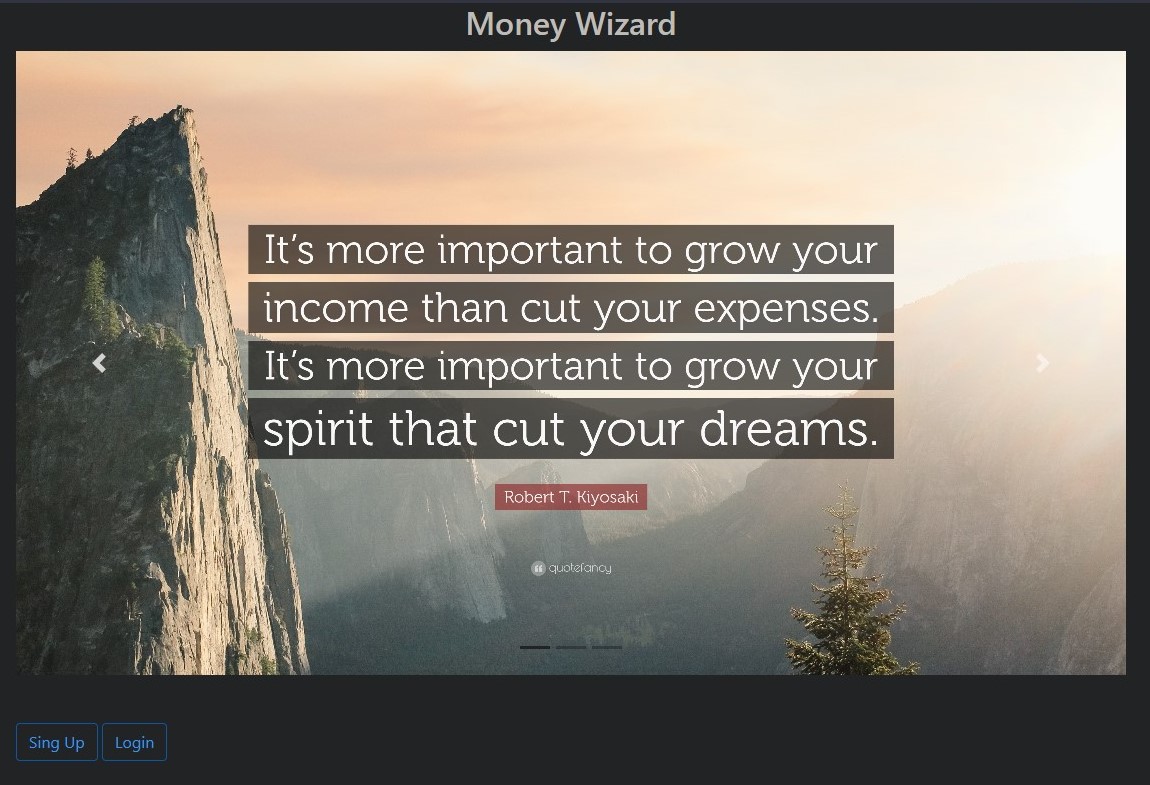 Money Wizard
It's more important to grow your
income than cut your expenses.
It's more important to grow your
spirit that cut your dreams.
Robert T. Kiyosaki
quotefancy
Sing Up Login